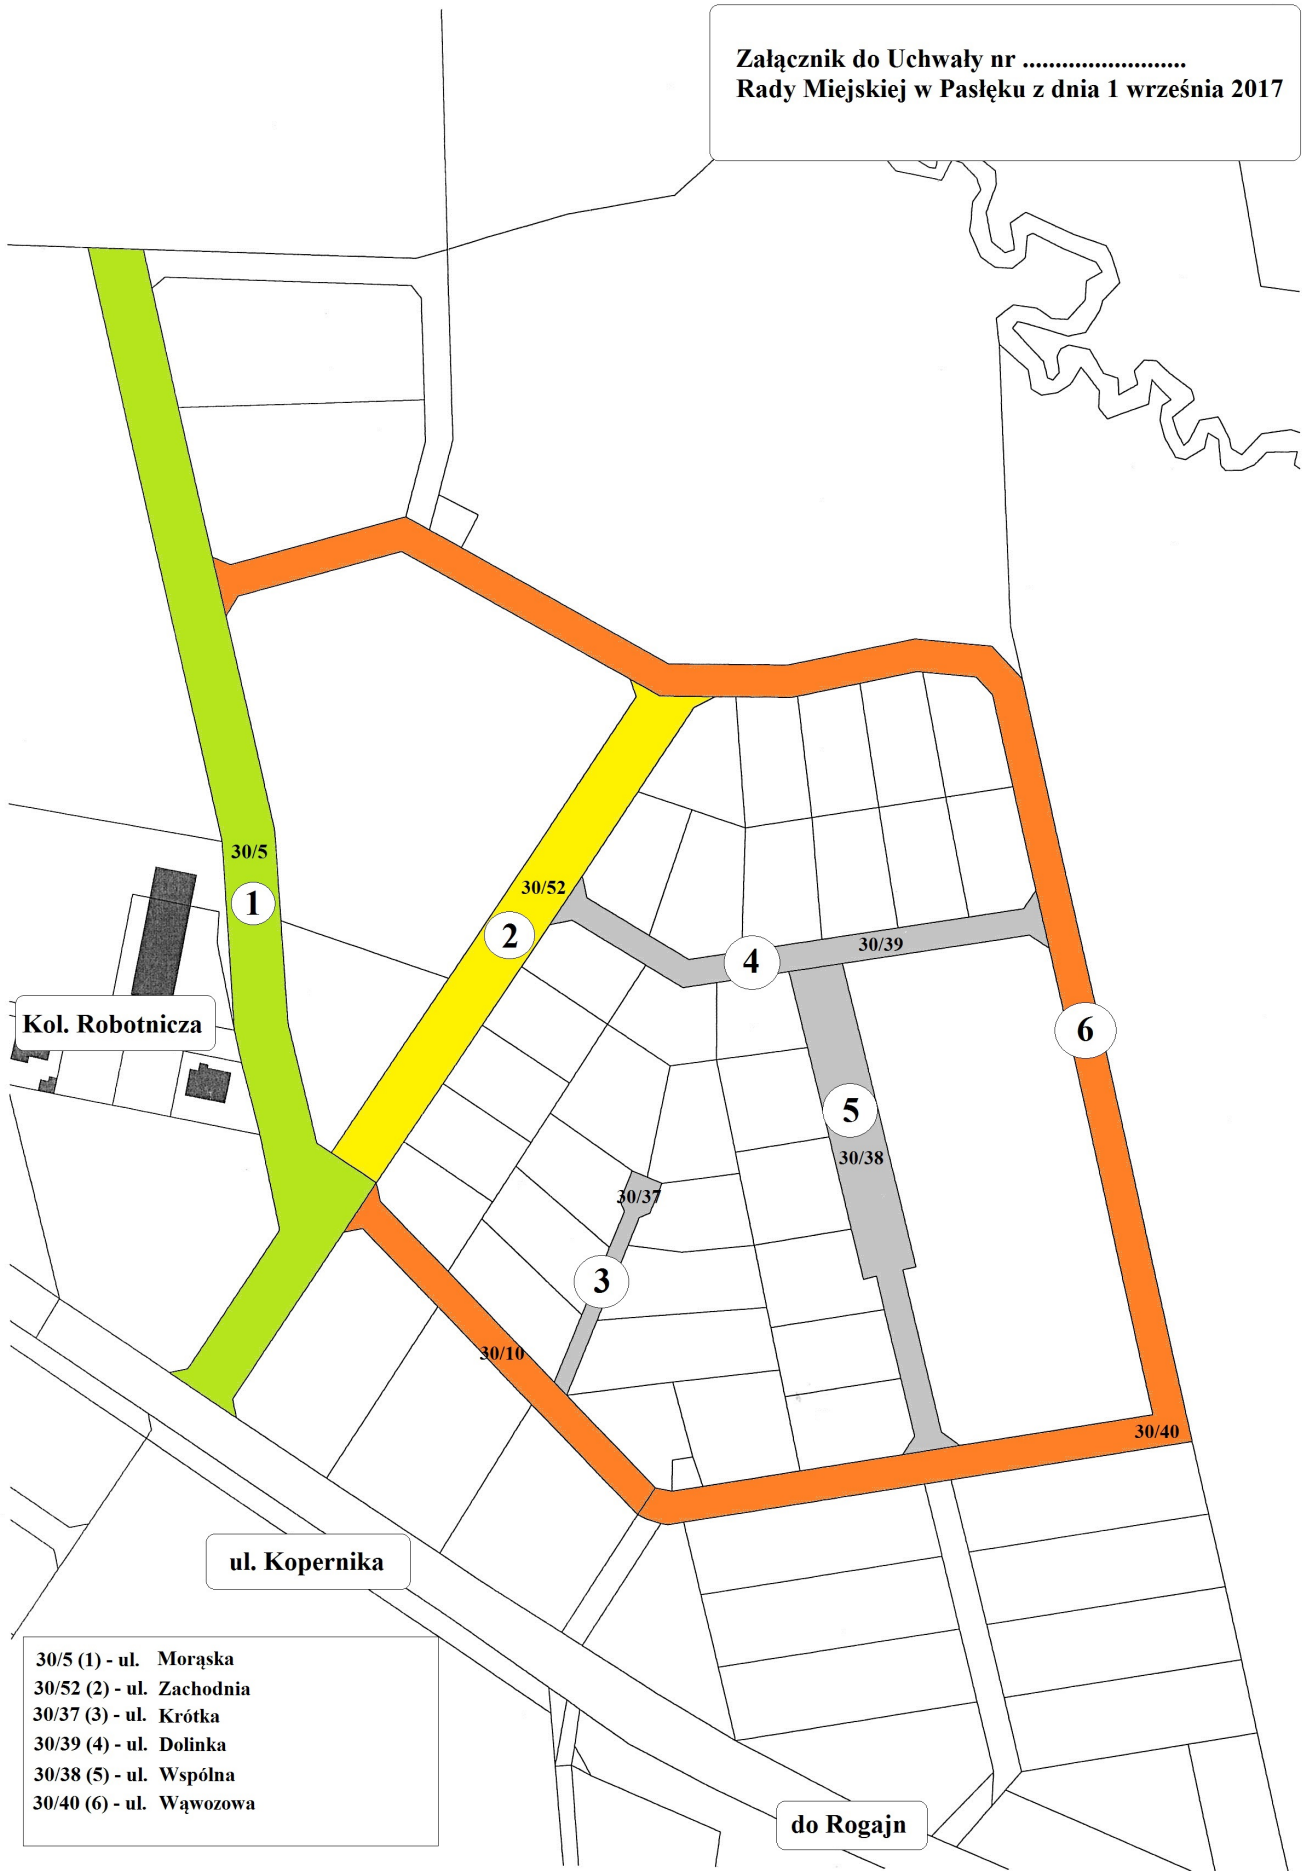 Załącznik do Uchwały nr .........................
Rady Miejskiej w Pasłęku z dnia 1 września 2017
30/5
1
30/52
2
30/39
4
Kol. Robotnicza
6
5
30/38
30/37
3
30/10
30/40
ul. Kopernika
30/5 (1) - ul. Morąska
30/52 (2) - ul. Zachodnia
30/37 (3) - ul. Krótka
30/39 (4) - ul. Dolinka
30/38 (5) - ul. Wspólna
30/40 (6) - ul. Wąwozowa
do Rogajn